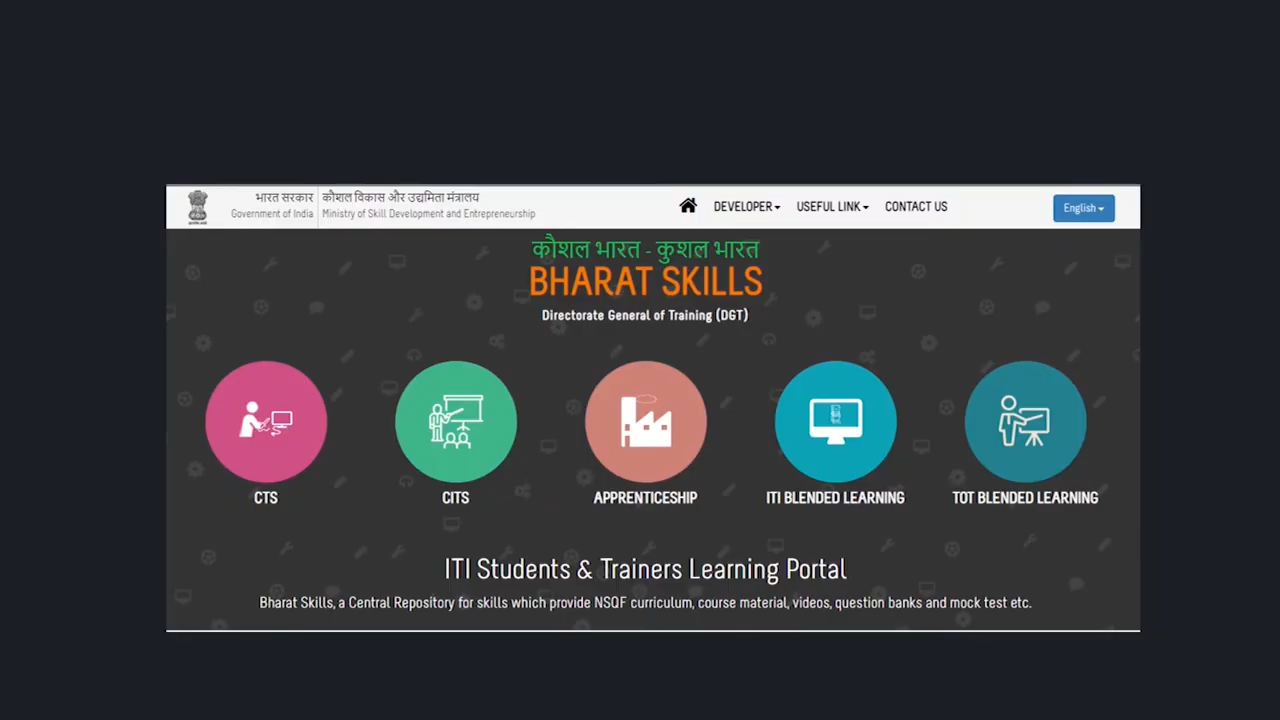 भारत सरकार
Government of India
कौशल विकास और उद्यमिता मंत्रालय
Ministry of Skill Development and Entrepreneurship
DEVELOPER
USEFUL LINK
CONTACT US
English
कौशल भारत - कुशल भारत
BHARAT SKILLS
Directorate General of Training (DGT)
CTS
CITS
APPRENTICESHIP
ITI BLENDED LEARNING
TOT BLENDED LEARNING
ITI Students & Trainers Learning Portal
Bharat Skills, a Central Repository for skills which provide NSQF curriculum, course material, videos, question banks and mock test etc.